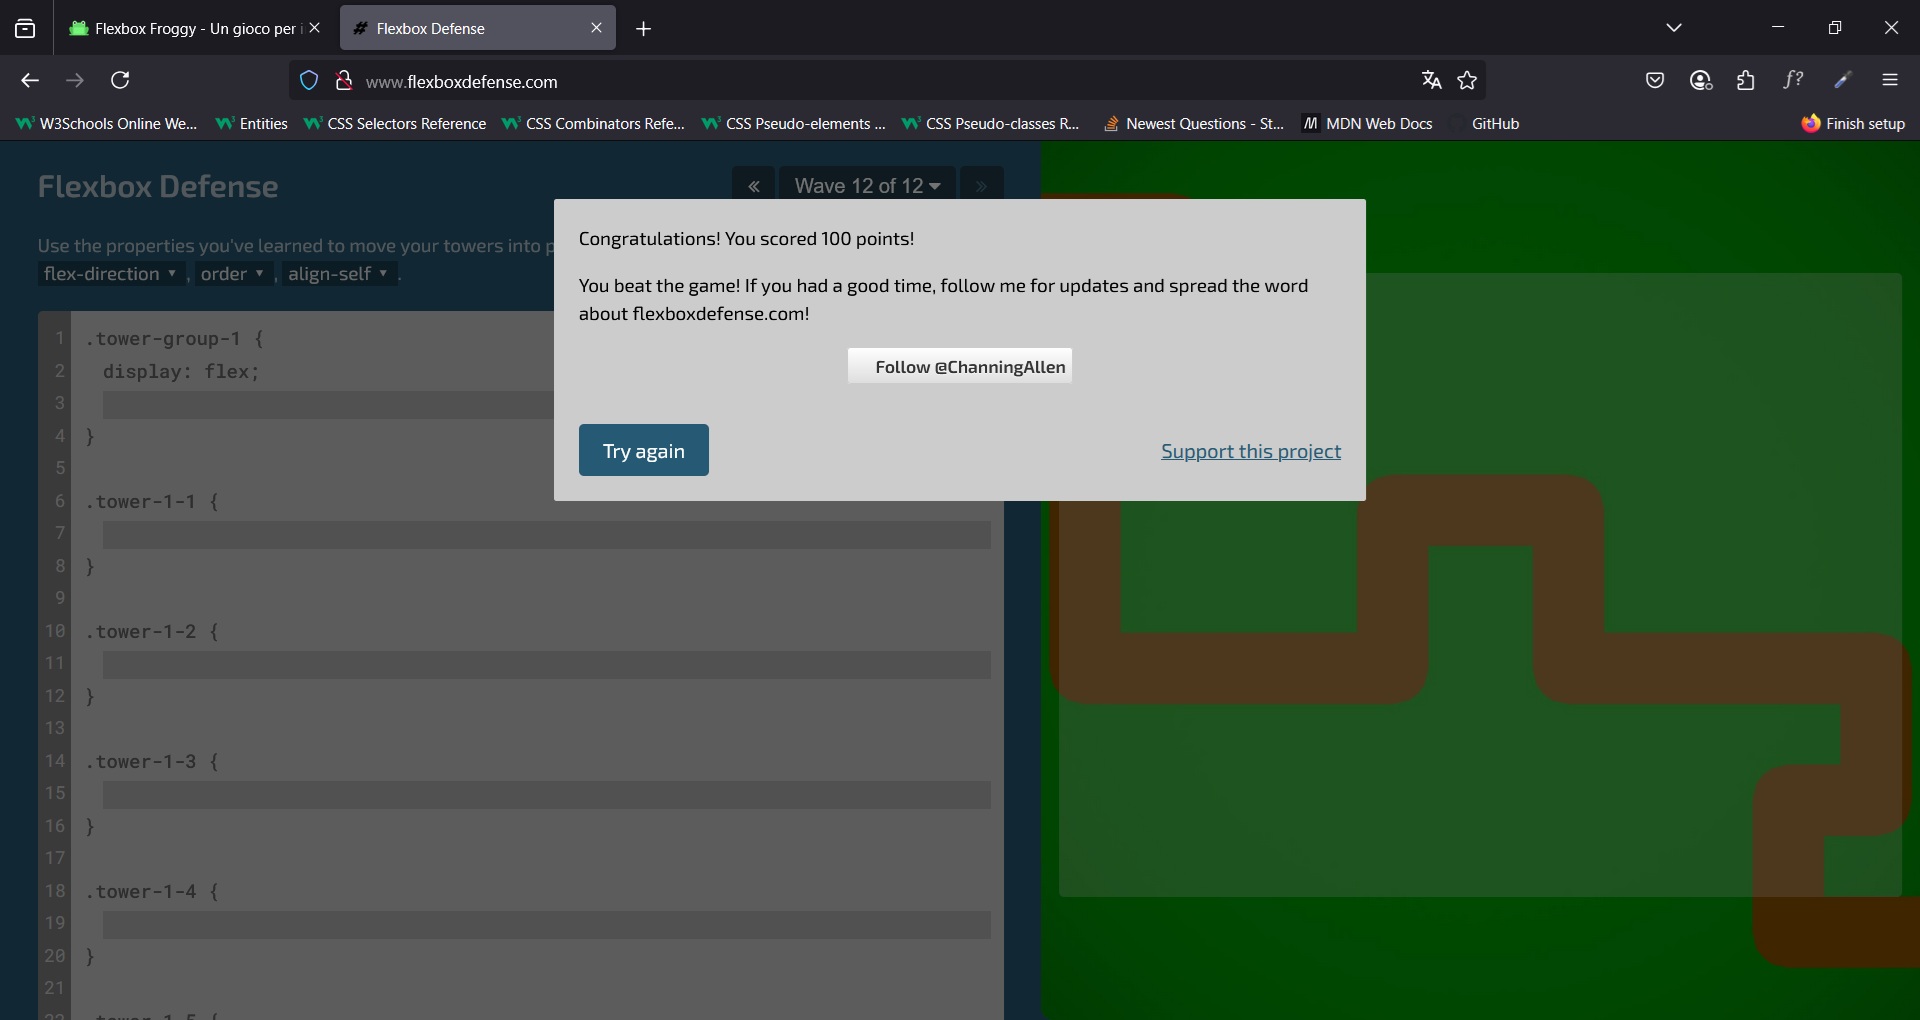 Flexbox Froggy - Un gioco per i
Flexbox Defense
www.flexboxdefense.com
f?
W3Schools Online We...
Entities
CSS Selectors Reference
CSS Combinators Refe...
CSS Pseudo-elements ...
CSS Pseudo-classes R...
Newest Questions - St...
MDN Web Docs
GitHub
Finish setup
Flexbox Defense
« Wave 12 of 12 »
Use the properties you've learned to move your towers into p
flex-direction ▼, order ▼, align-self ▼.
1 .tower-group-1 {
2 display: flex;
3
4 }
5
6 .tower-1-1 {
7
8 }
9
10 .tower-1-2 {
11
12 }
13
14 .tower-1-3 {
15
16 }
17
18 .tower-1-4 {
19
20 }
21
22 .tower-1-5 {
Congratulations! You scored 100 points!
You beat the game! If you had a good time, follow me for updates and spread the word
about flexboxdefense.com!
Follow @ChanningAllen
Try again
Support this project